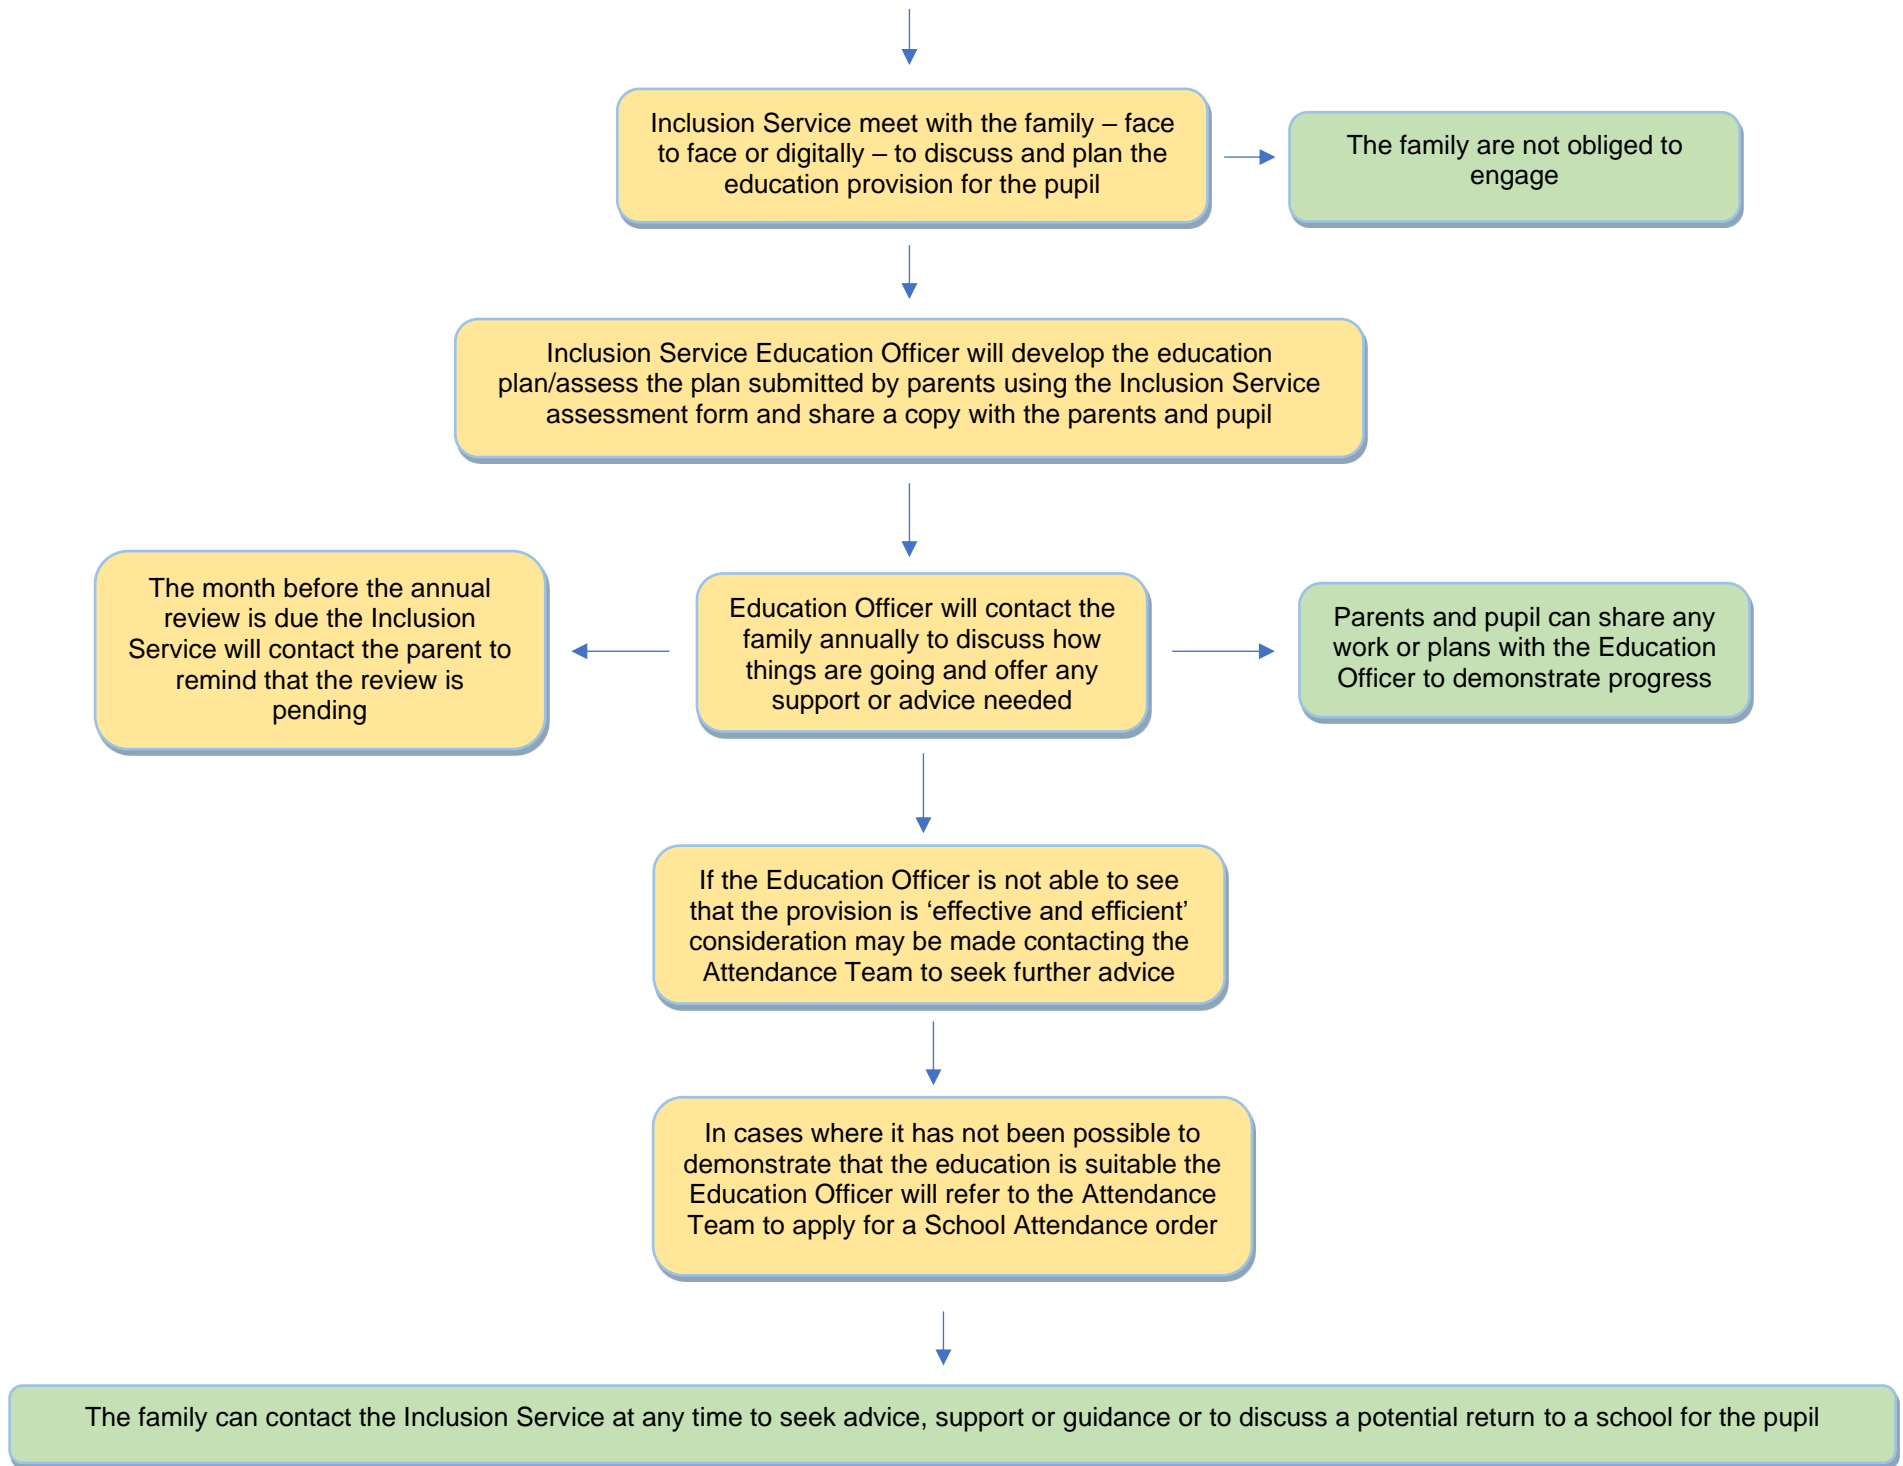 Inclusion Service meet with the family – face
to face or digitally – to discuss and plan the
education provision for the pupil
The family are not obliged to
engage
Inclusion Service Education Officer will develop the education
plan/assess the plan submitted by parents using the Inclusion Service
assessment form and share a copy with the parents and pupil
The month before the annual
review is due the Inclusion
Service will contact the parent to
remind that the review is
pending
Education Officer will contact the
family annually to discuss how
things are going and offer any
support or advice needed
Parents and pupil can share any
work or plans with the Education
Officer to demonstrate progress
If the Education Officer is not able to see
that the provision is ‘effective and efficient’
consideration may be made contacting the
Attendance Team to seek further advice
In cases where it has not been possible to
demonstrate that the education is suitable the
Education Officer will refer to the Attendance
Team to apply for a School Attendance order
The family can contact the Inclusion Service at any time to seek advice, support or guidance or to discuss a potential return to a school for the pupil